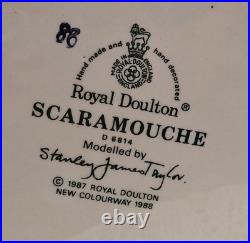 Hand made and hand decorated
MADE IN ENGLAND
ROYAL DOULTON
ENGLAND
Royal Doulton®
SCARAMOUCHE
D 6814
Modelled by
Stanley James Taylor.
© 1987 ROYAL DOULTON
NEW COLOURWAY 1988